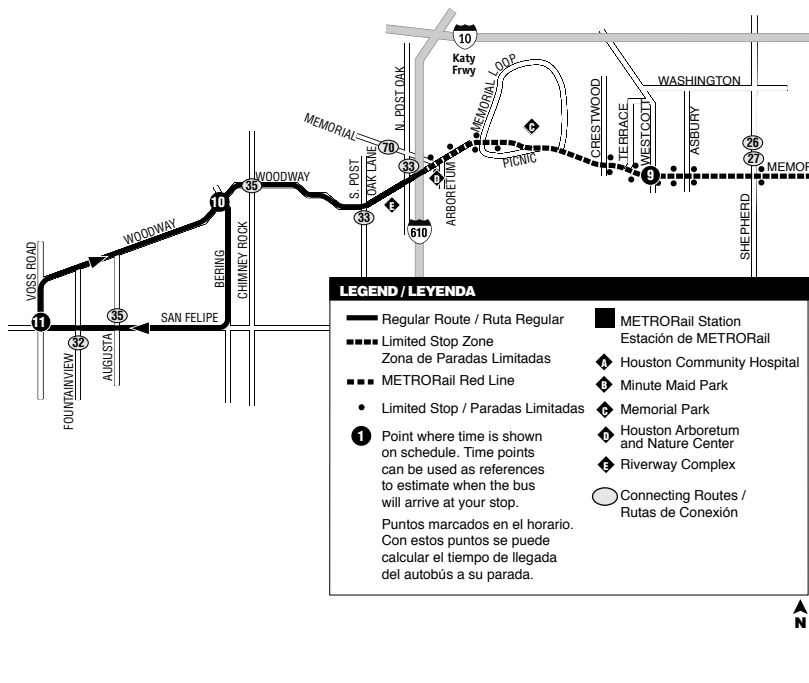 10
Katy
Frwy
MEMORIAL
70
N. POST OAK
33
MEMORIAL LOOP
C
PICNIC
CRESTWOOD
TERRACE
WESTCOTT
ASBURY
WASHINGTON
26
27
MEMOR
9
SHEPHERD
D
ARBORETUM
E
610
S. POST
OAK LANE
33
WOODWAY
35
10
CHIMNEY ROCK
BERING
WOODWAY
VOSS ROAD
11
SAN FELIPE
35
32
AUGUSTA
FOUNTAINVIEW
LEGEND / LEYENDA
Regular Route / Ruta Regular
Limited Stop Zone
Zona de Paradas Limitadas
METRORail Red Line
Limited Stop / Paradas Limitadas
1 Point where time is shown
on schedule. Time points
can be used as references
to estimate when the bus
will arrive at your stop.
Puntos marcados en el horario.
Con estos puntos se puede
calcular el tiempo de llegada
del autobús a su parada.
METRORail Station
Estación de METRORail
A Houston Community Hospital
B Minute Maid Park
C Memorial Park
D Houston Arboretum
and Nature Center
E Riverway Complex
Connecting Routes /
Rutas de Conexión
N